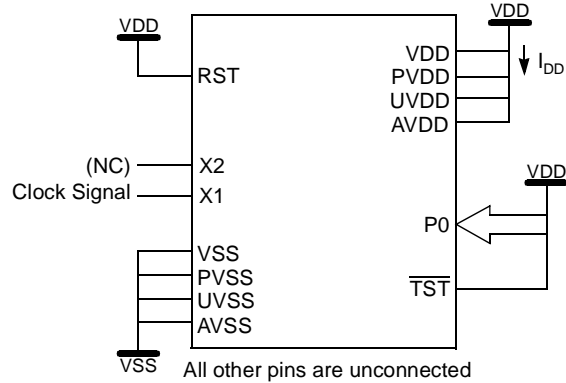 VDD
RST
(NC)
X2
Clock Signal
X1
VSS
PVSS
UVSS
AVSS
VSS
VDD
VDD
PVDD
UVDD
AVDD
IDD
VDD
P0
TST
All other pins are unconnected